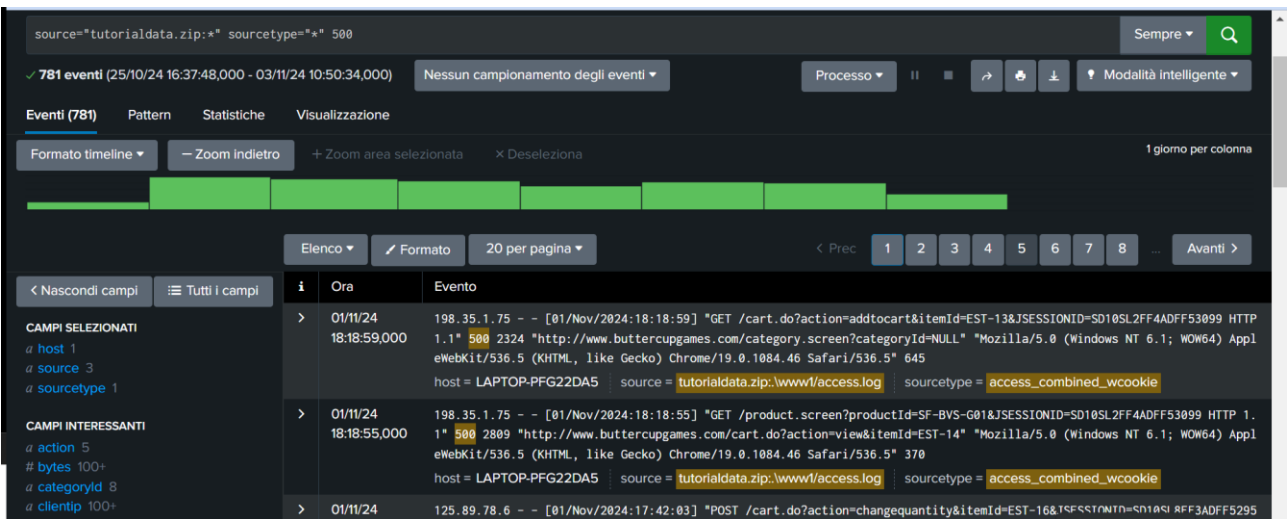 source="tutorialdata.zip:*" sourcetype="*" 500
Sempre
781 eventi (25/10/24 16:37:48,000 - 03/11/24 10:50:34,000)
Nessun campionamento degli eventi
Processo
Modalità intelligente
Eventi (781)
Pattern
Statistiche
Visualizzazione
Formato timeline
— Zoom indietro
+ Zoom area selezionata
× Deseleziona
1 giorno per colonna
Elenco
Formato
20 per pagina
< Prec
1
2
3
4
5
6
7
8
...
Avanti >
< Nascondi campi
Tutti i campi
i
Ora
Evento
CAMPI SELEZIONATI
a host 1
a source 3
a sourcetype 1
CAMPI INTERESSANTI
a action 5
# bytes 100+
a categoryId 8
a clientip 100+
>
01/11/24
18:18:59,000
198.35.1.75 - - [01/Nov/2024:18:18:59] "GET /cart.do?action=addtocart&itemId=EST-13&JSESSIONID=SD10SL2FF4ADFF53099 HTTP
1.1" 500 2324 "http://www.buttercupgames.com/category.screen?categoryId=NULL" "Mozilla/5.0 (Windows NT 6.1; WOW64) Appl
eWebKit/536.5 (KHTML, like Gecko) Chrome/19.0.1084.46 Safari/536.5" 645
host = LAPTOP-PFG22DA5
source = tutorialdata.zip:.\www1/access.log
sourcetype = access_combined_wcookie
>
01/11/24
18:18:55,000
198.35.1.75 - - [01/Nov/2024:18:18:55] "GET /product.screen?productId=SF-BVS-G01&JSESSIONID=SD10SL2FF4ADFF53099 HTTP 1.
1" 500 2809 "http://www.buttercupgames.com/cart.do?action=view&itemId=EST-14" "Mozilla/5.0 (Windows NT 6.1; WOW64) Appl
eWebKit/536.5 (KHTML, like Gecko) Chrome/19.0.1084.46 Safari/536.5" 370
host = LAPTOP-PFG22DA5
source = tutorialdata.zip:.\www1/access.log
sourcetype = access_combined_wcookie
>
01/11/24
125.89.78.6 - - [01/Nov/2024:17:42:03] "POST /cart.do?action=changequantity&itemId=EST-16&JSESSIONID=SD10SL8FF3ADFF5295